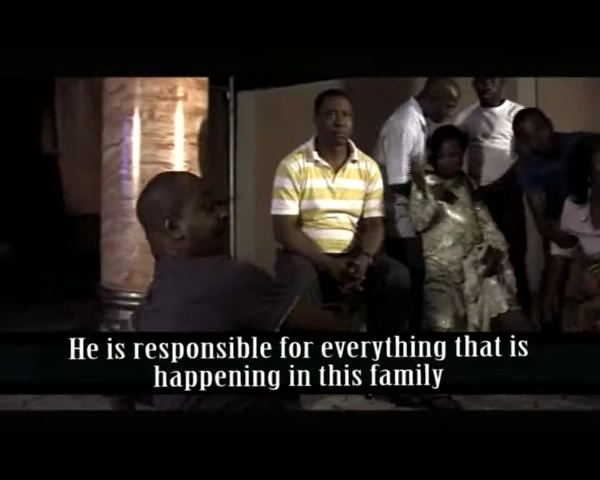 He is responsible for everything that is
happening in this family